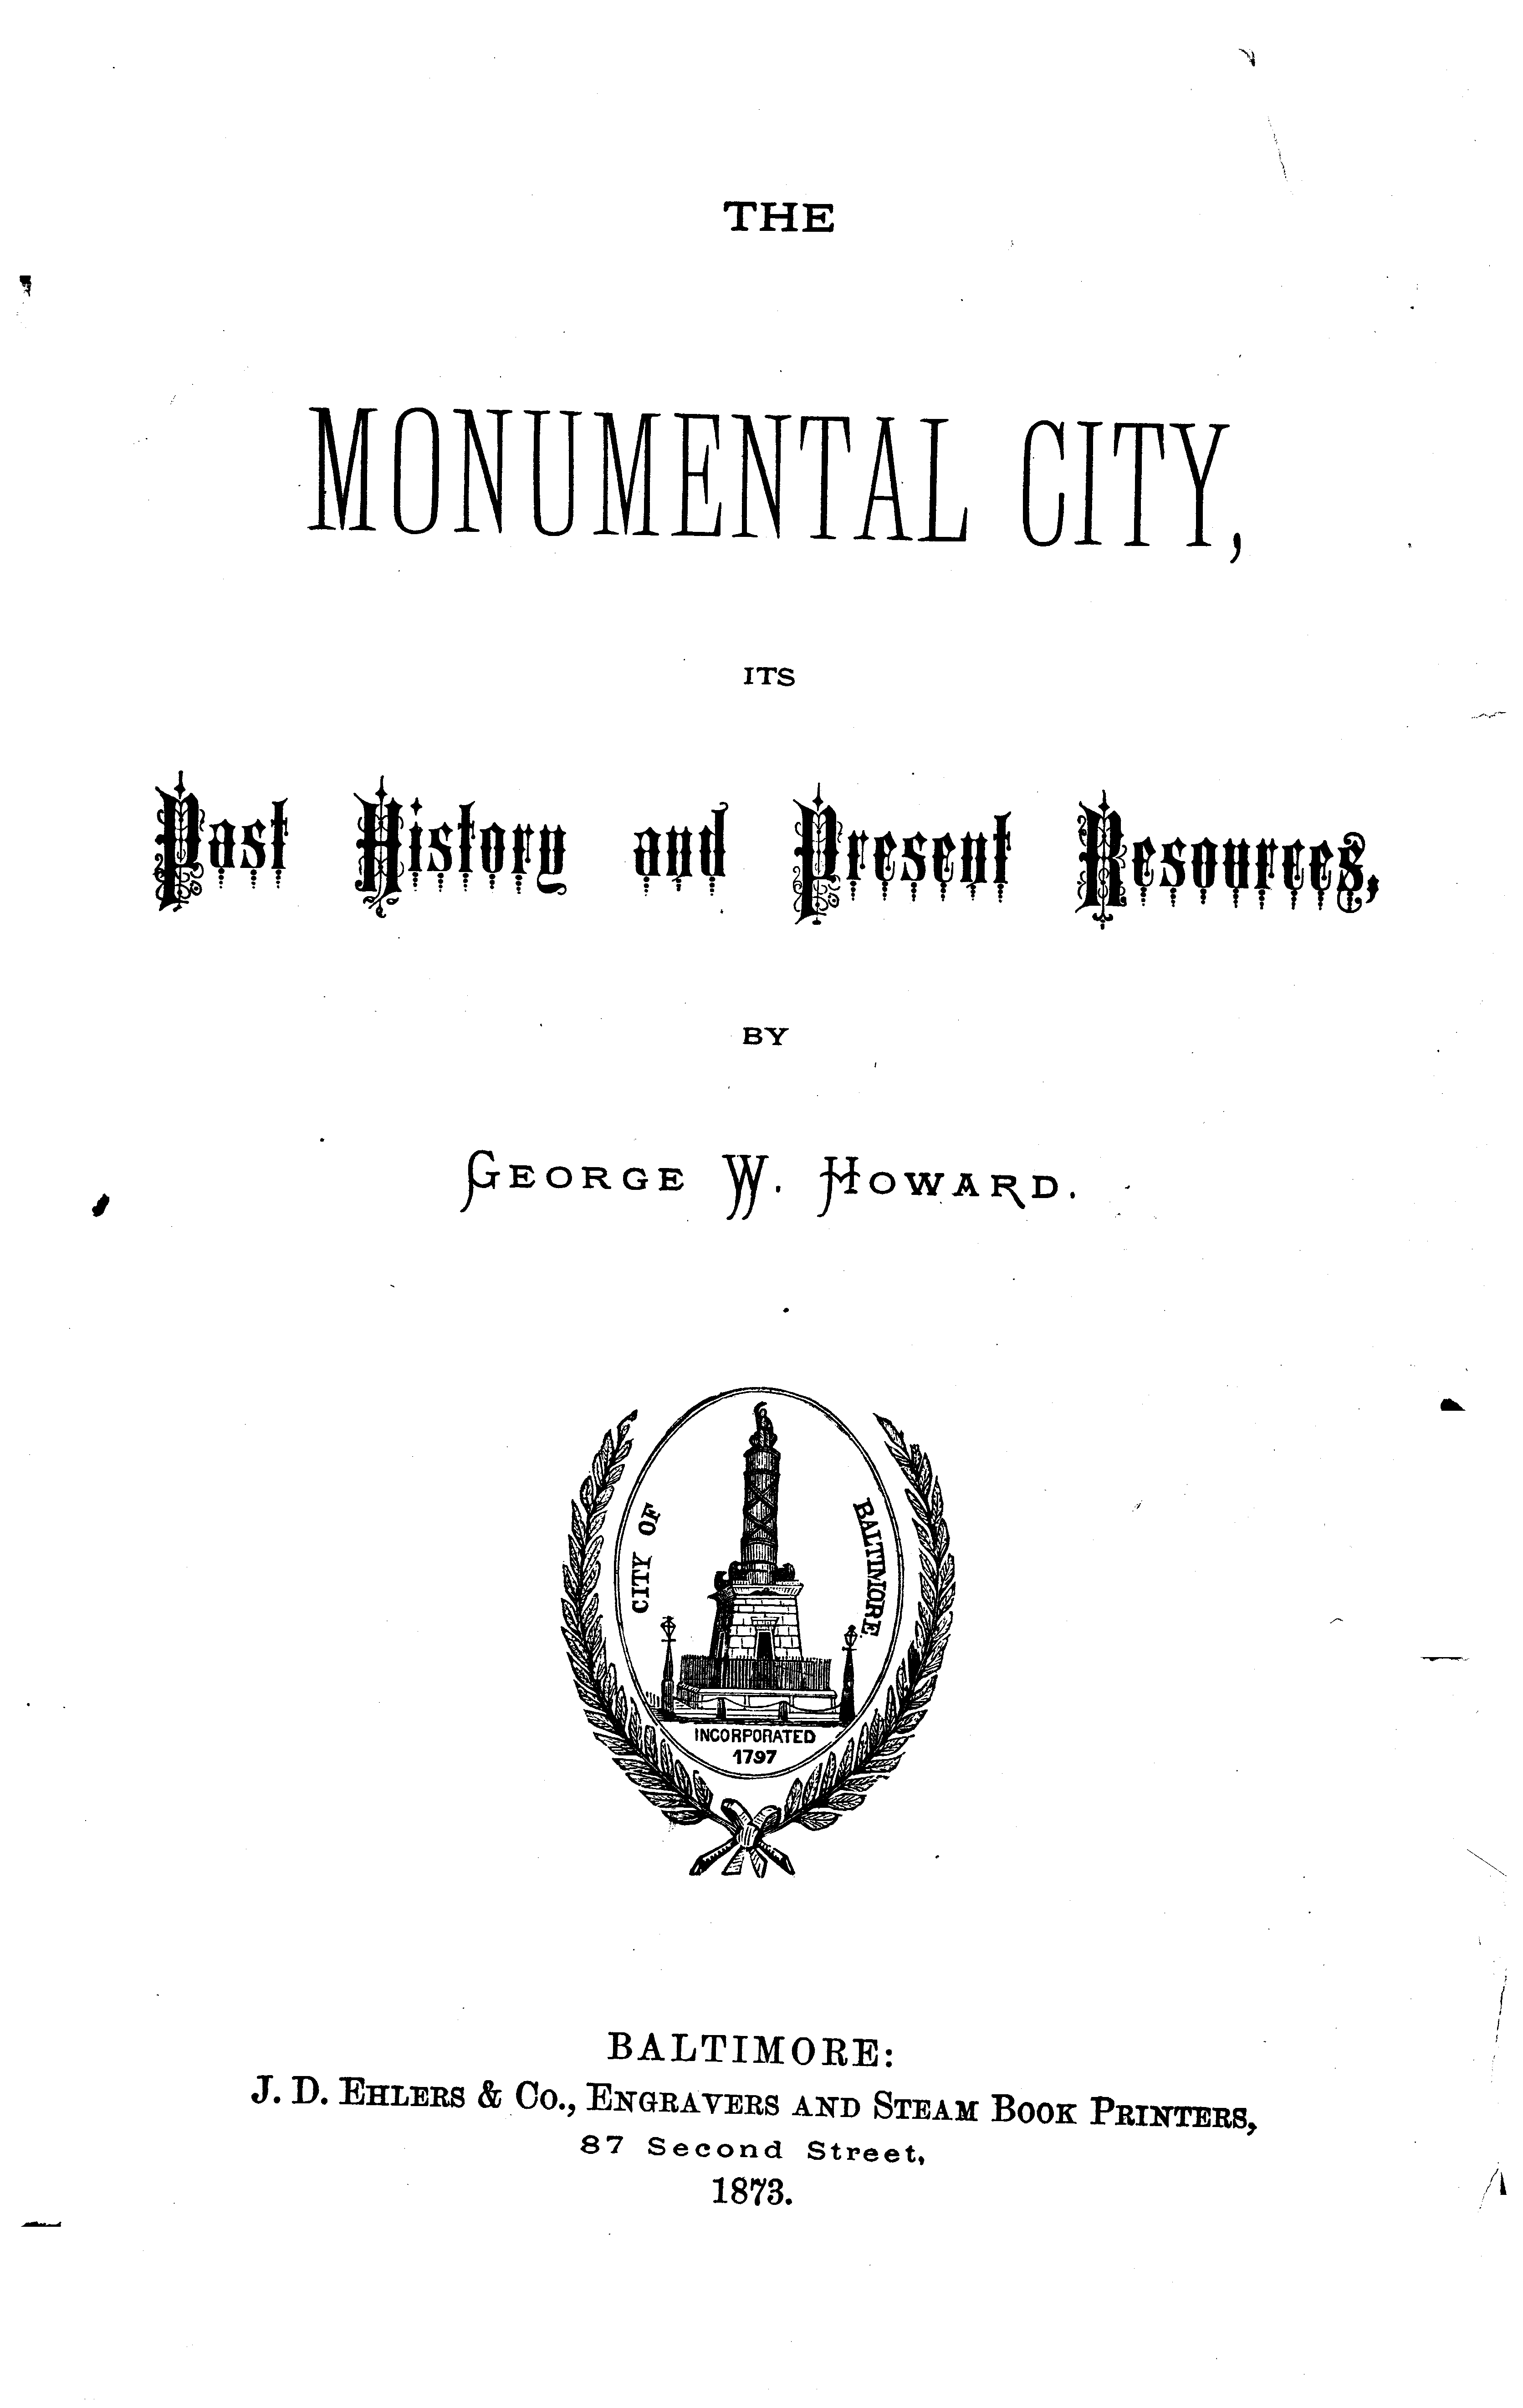 THE
MONUMENTAL CITY,
ITS
Past History and Present Resources,
BY
GEORGE W. HOWARD.
CITY OF BALTIMORE.
INCORPORATED
1797
BALTIMORE:
J. D. EHLERS & CO., ENGRAVERS AND STEAM BOOK PRINTERS,
87 Second Street,
1873.